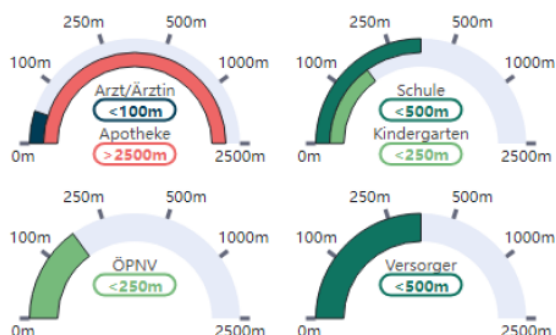 250m 500m
100m 1000m
Arzt/Ärztin
<100m
Apotheke
>2500m
0m 2500m
250m 500m
100m 1000m
Schule
<500m
Kindergarten
<250m
0m 2500m
250m 500m
100m 1000m
ÖPNV
<250m
0m 2500m
250m 500m
100m 1000m
Versorger
<500m
0m 2500m